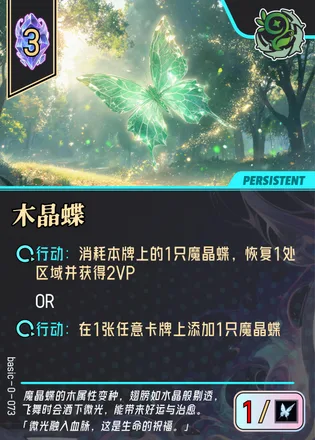 3
PERSISTENT
木晶蝶
行动：消耗本牌上的1只魔晶蝶，恢复1处
区域并获得2VP
OR
行动：在1张任意卡牌上添加1只魔晶蝶
basic-0-073
魔晶蝶的木属性变种，翅膀如水晶般剔透，
飞舞时会洒下微光，能带来好运与治愈。
「微光融入血脉，这是生命的祝福。」
1/